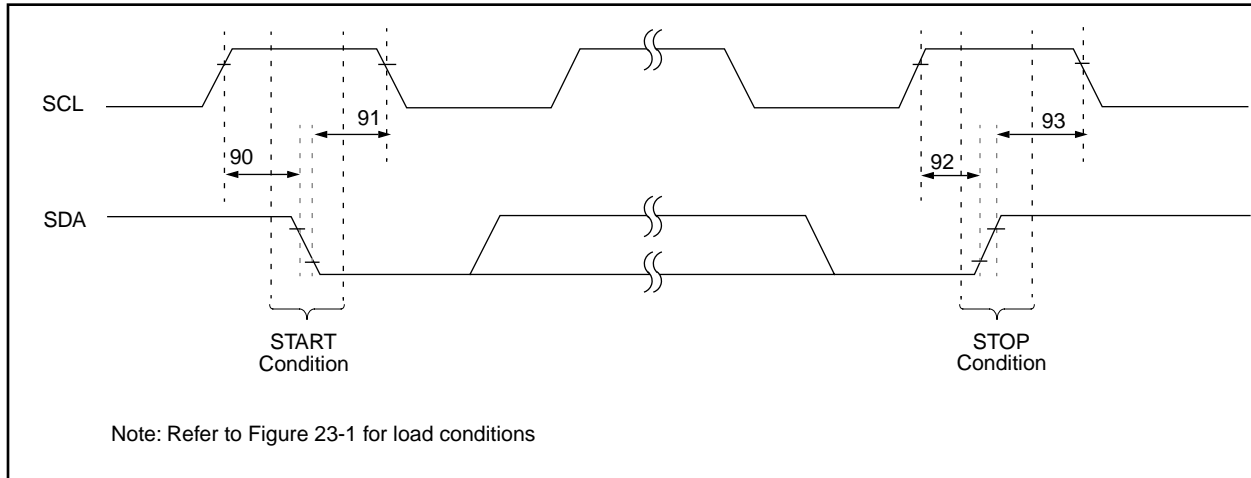 SCL
91
93
90
92
SDA
START
Condition
STOP
Condition
Note: Refer to Figure 23-1 for load conditions